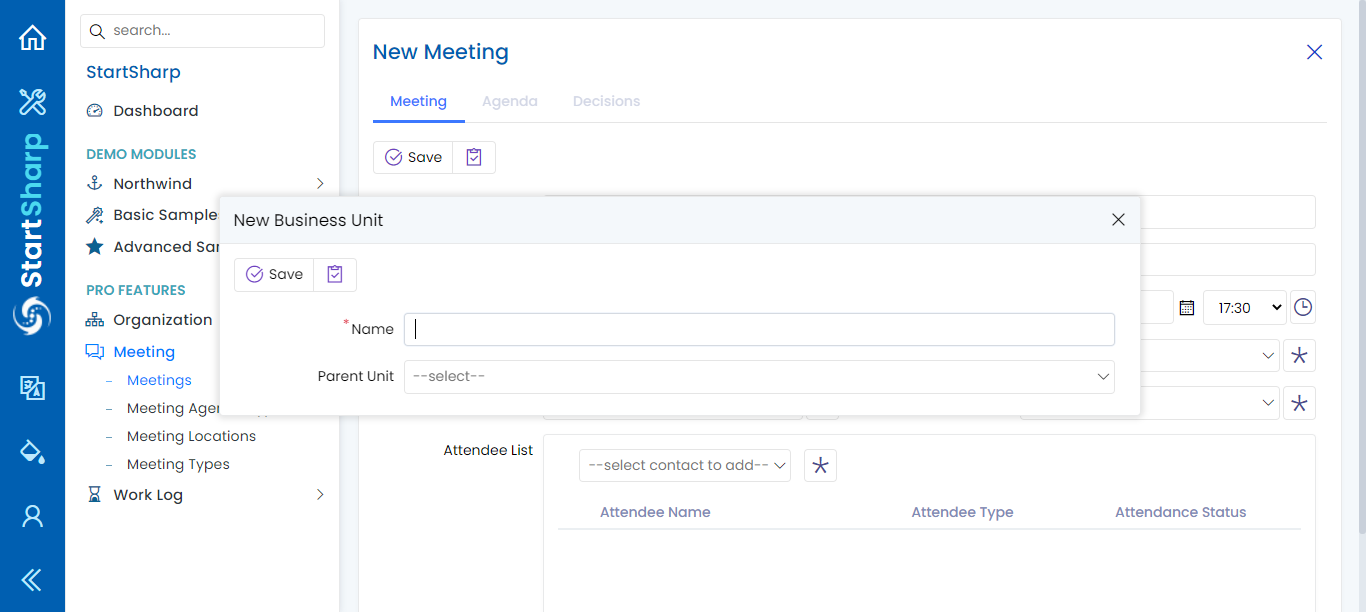 StartSharp
search...
StartSharp
Dashboard
DEMO MODULES
Northwind
Basic Sample
Advanced Sa
PRO FEATURES
Organization
Meeting
Meetings
Meeting Age
Meeting Locations
Meeting Types
Work Log
New Meeting
Meeting
Agenda
Decisions
Save
17:30
New Business Unit
Save
*Name
Parent Unit
--select--
Attendee List
--select contact to add--
Attendee Name
Attendee Type
Attendance Status